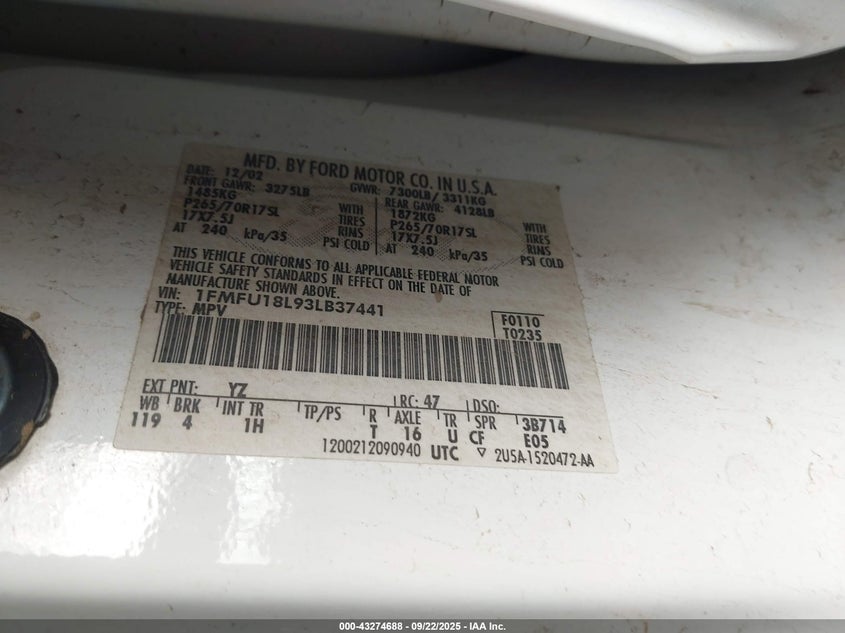 MFD. BY FORD MOTOR CO. IN U.S.A.
DATE: 12/02 GVWR: 7300LB/ 3311KG
FRONT GAWR: 3275LB REAR GAWR: 4128LB
1485KG WITH 1872KG WITH
P265/70R17SL TIRES P265/70R17SL TIRES
17X7.5J RIMS 17X7.5J RIMS
AT 240 kPa/35 PSI COLD AT 240 kPa/35 PSI COLD
THIS VEHICLE CONFORMS TO ALL APPLICABLE FEDERAL MOTOR
VEHICLE SAFETY STANDARDS IN EFFECT ON THE DATE OF
MANUFACTURE SHOWN ABOVE.
VIN: 1FMFU18L93LB37441
TYPE: MPV
F0110
T0235
EXT PNT: YZ RC: 47 DSO:
WB BRK INT TR TP/PS R AXLE TR SPR 3B714
119 4 1H T 16 U CF E05
1200212090940 UTC ▽ 2U5A-1520472-AA
000-43274688 - 09/22/2025 - IAA Inc.